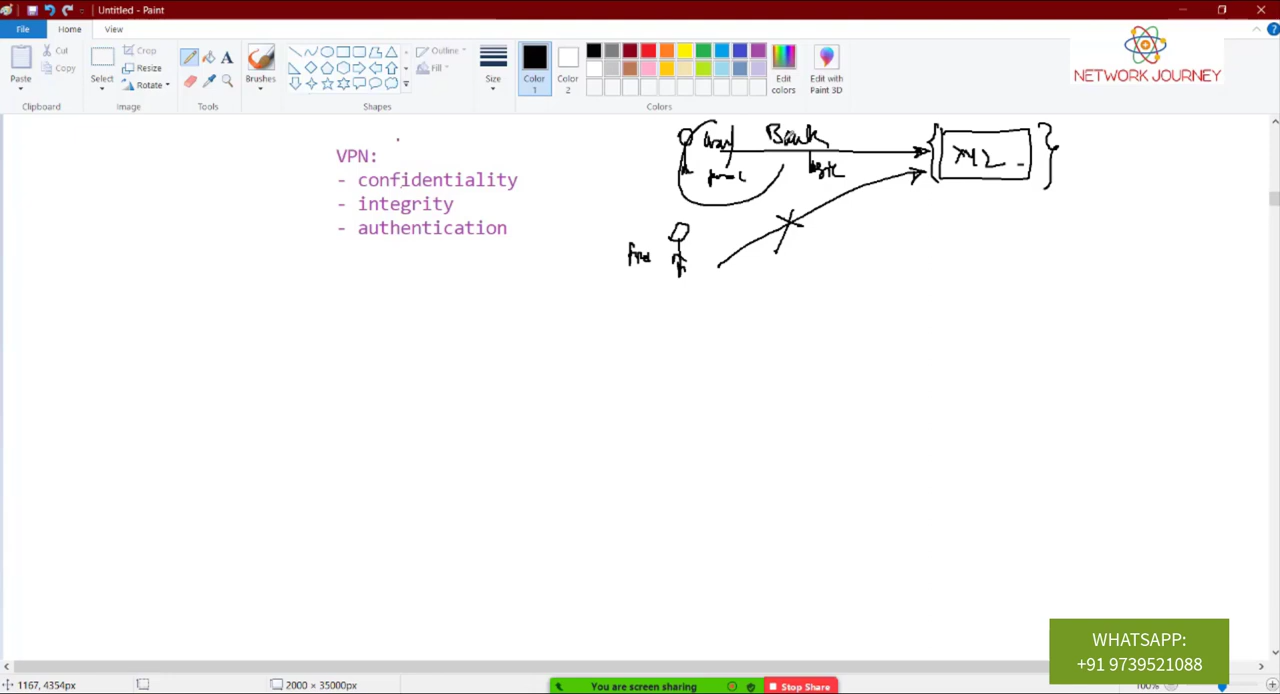 Untitled - Paint
File
Home
View
Paste
Cut
Copy
Clipboard
Select
Crop
Resize
Rotate
Image
Tools
Brushes
Shapes
Outline
Fill
Size
Color 1
Color 2
Edit colors
Edit with Paint 3D
Colors
NETWORK JOURNEY
VPN:
- confidentiality
- integrity
- authentication
Bank
WHATSAPP:
+91 9739521088
1167, 4354px
2000 × 35000px
You are screen sharing
Stop Share
100%